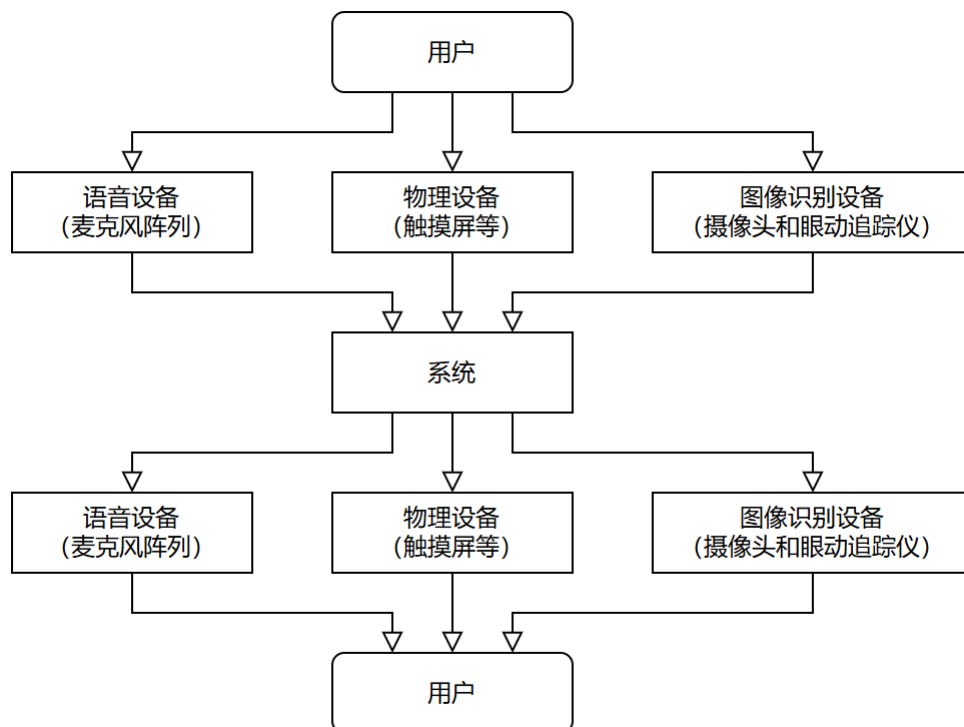 用户
语音设备
（麦克风阵列）
物理设备
（触摸屏等）
图像识别设备
（摄像头和眼动追踪仪）
系统
语音设备
（麦克风阵列）
物理设备
（触摸屏等）
图像识别设备
（摄像头和眼动追踪仪）
用户